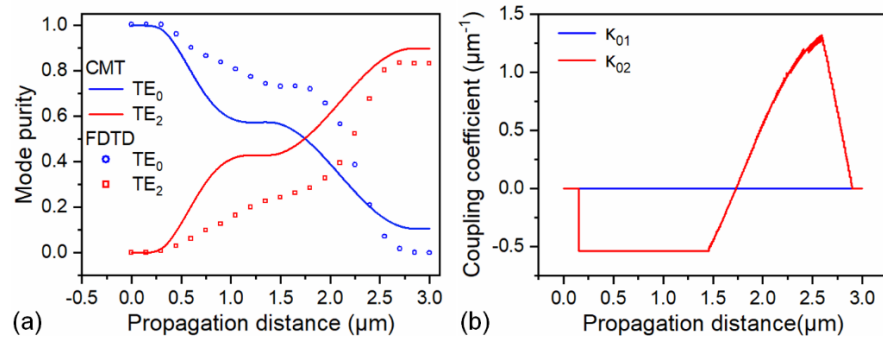 1.0
0.8
0.6
0.4
0.2
0.0
Mode purity
CMT
TE0
TE2
FDTD
TE0
TE2
-0.5 0.0 0.5 1.0 1.5 2.0 2.5 3.0
Propagation distance (µm)
(a)
1.5
1.0
0.5
0.0
-0.5
Coupling coefficient (µm⁻¹)
K01
K02
0.0 0.5 1.0 1.5 2.0 2.5 3.0
Propagation distance(µm)
(b)